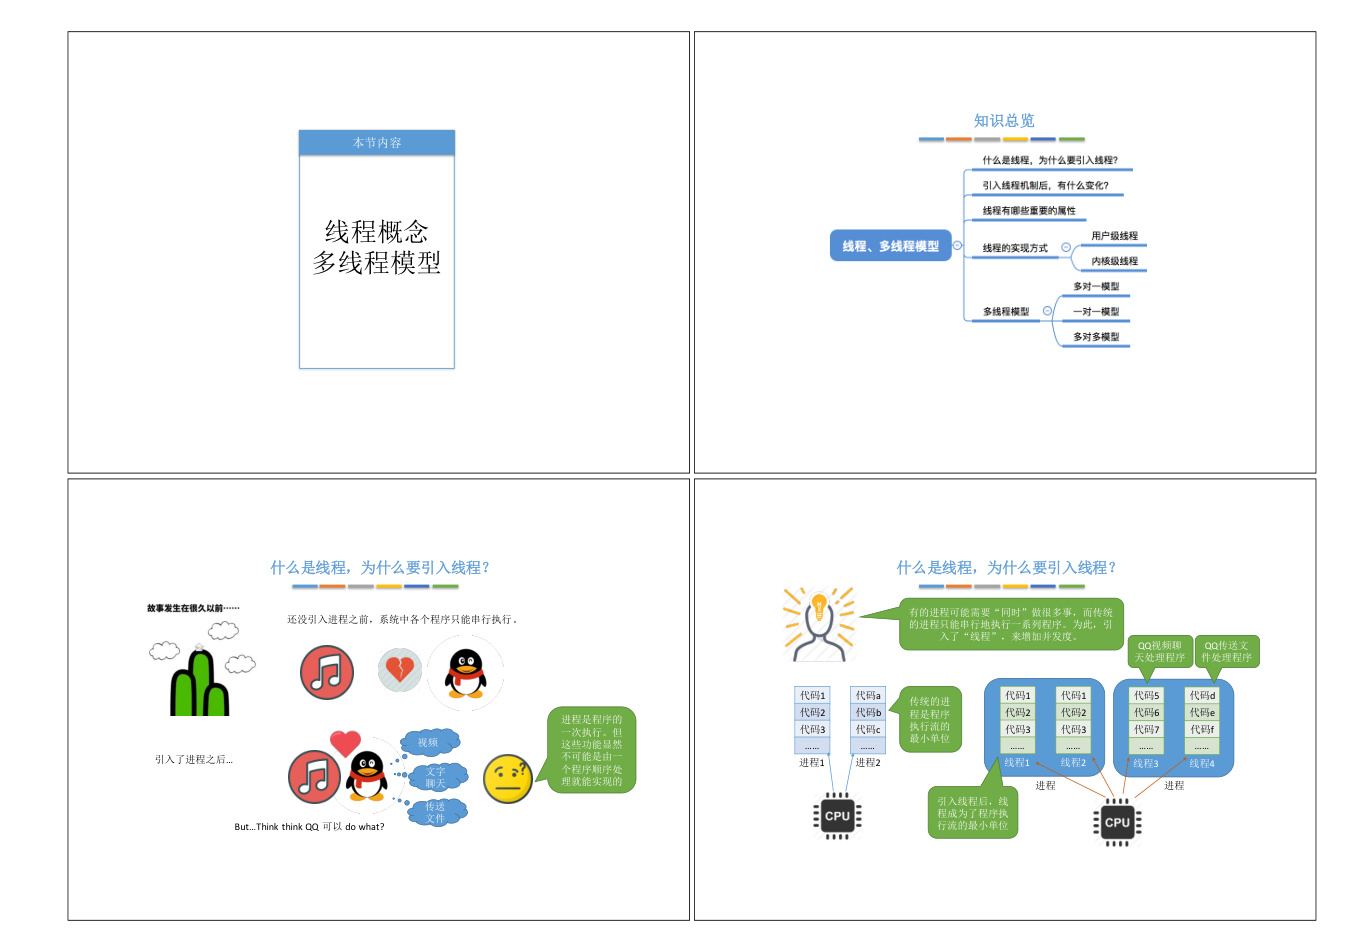 本节内容
线程概念
多线程模型
知识总览
什么是线程，为什么要引入线程？
引入线程机制后，有什么变化？
线程有哪些重要的属性
线程、多线程模型
线程的实现方式
用户级线程
内核级线程
多线程模型
多对一模型
一对一模型
多对多模型
什么是线程，为什么要引入线程？
故事发生在很久以前······
还没引入进程之前，系统中各个程序只能串行执行。
引入了进程之后…
视频
文字
聊天
传送
文件
进程是程序的
一次执行。但
这些功能显然
不可能是由一
个程序顺序处
理就能实现的
But…Think think QQ 可以 do what?
什么是线程，为什么要引入线程？
有的进程可能需要“同时”做很多事，而传统
的进程只能串行地执行一系列程序。为此，引
入了“线程”，来增加并发度。
QQ视频聊
天处理程序
QQ传送文
件处理程序
代码1
代码2
代码3
……
进程1
代码a
代码b
代码c
……
进程2
传统的进
程是程序
执行流的
最小单位
代码1
代码2
代码3
……
线程1
代码1
代码2
代码3
……
线程2
进程
代码5
代码6
代码7
……
线程3
代码d
代码e
代码f
……
线程4
进程
引入线程后，线
程成为了程序执
行流的最小单位
CPU
CPU